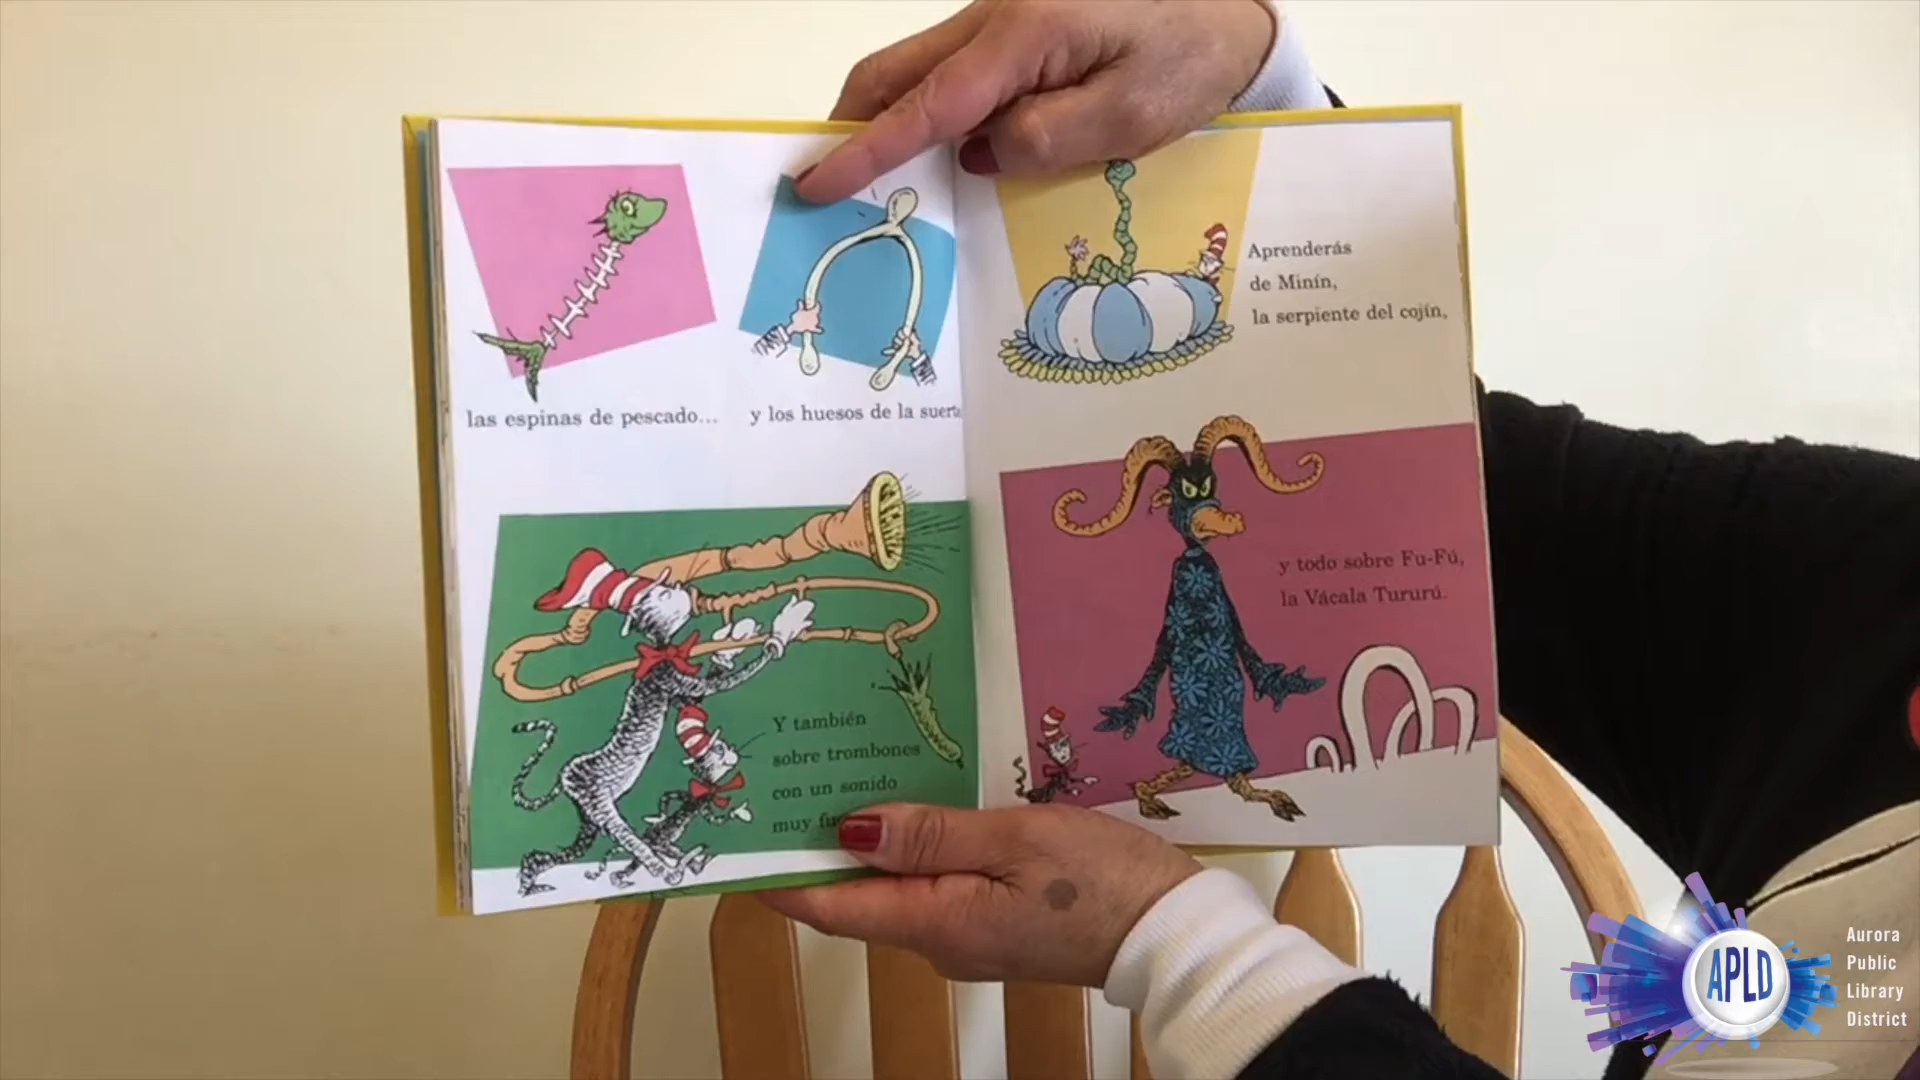 las espinas de pescado...
y los huesos de la
Y también
sobre trombones
con un sonido
muy
Aprenderás
de Minín,
la serpiente del cojín,
y todo sobre Fu-Fú,
la Vácala Tururú.
APLD
Aurora
Public
Library
District